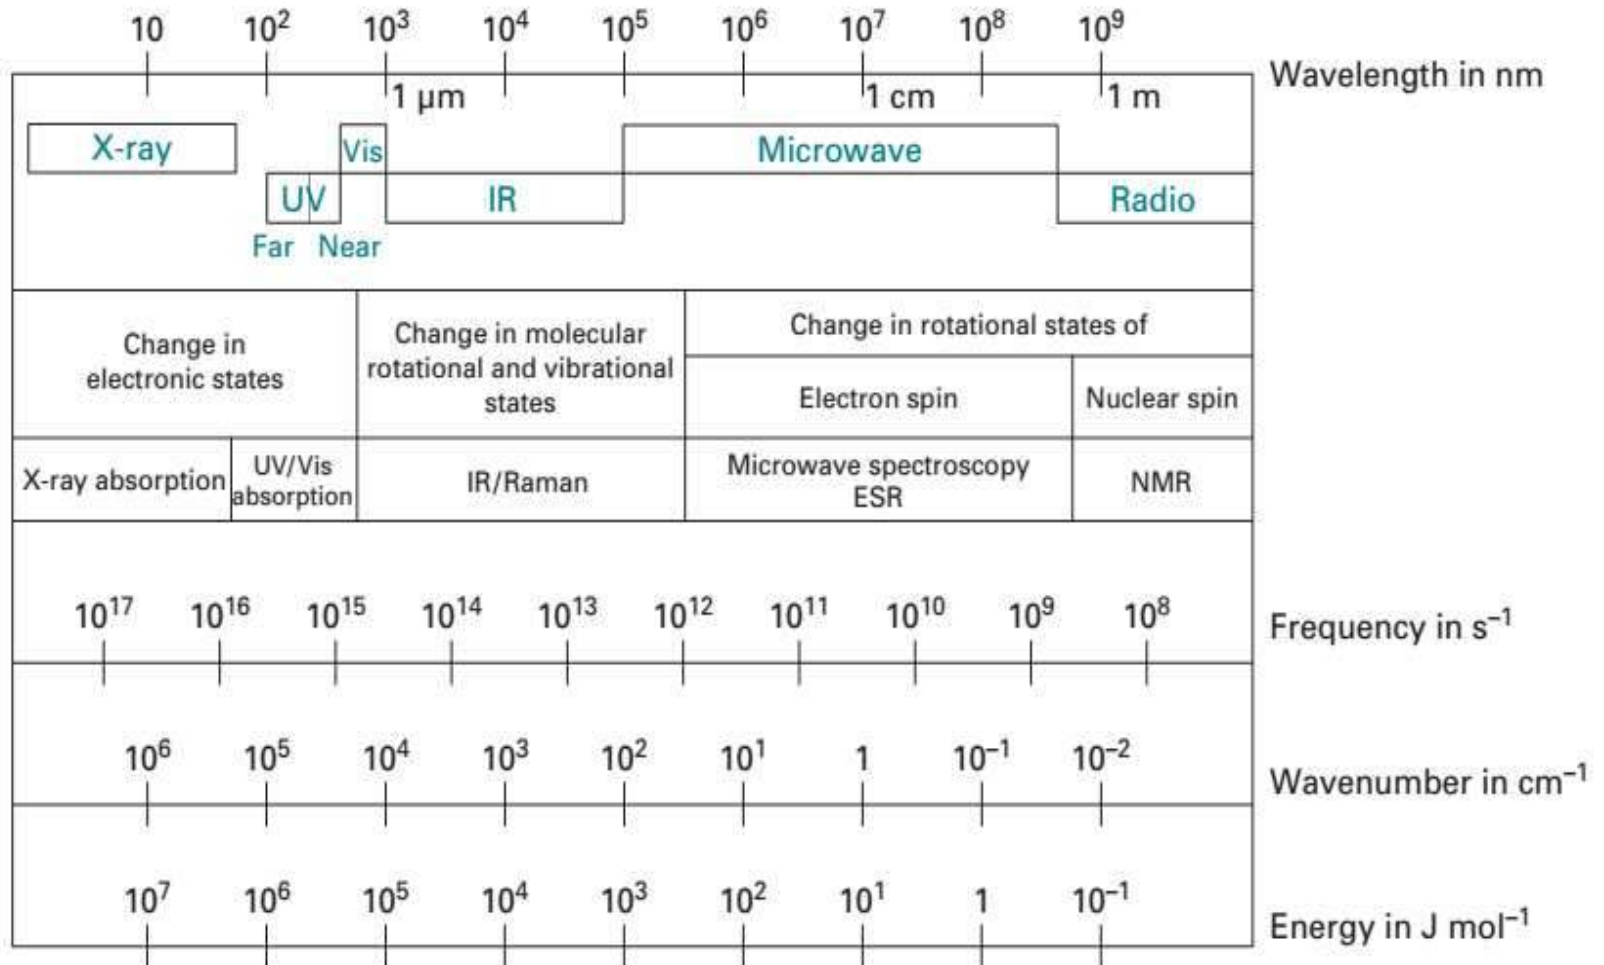 10 10² 10³ 10⁴ 10⁵ 10⁶ 10⁷ 10⁸ 10⁹
Wavelength in nm
1 µm 1 cm 1 m
X-ray Vis Microwave
UV IR Radio
Far Near
Change in
electronic states
Change in molecular
rotational and vibrational
states
Change in rotational states of
Electron spin Nuclear spin
X-ray absorption
UV/Vis
absorption
IR/Raman
Microwave spectroscopy
ESR
NMR
10¹⁷ 10¹⁶ 10¹⁵ 10¹⁴ 10¹³ 10¹² 10¹¹ 10¹⁰ 10⁹ 10⁸
Frequency in s⁻¹
10⁶ 10⁵ 10⁴ 10³ 10² 10¹ 1 10⁻¹ 10⁻²
Wavenumber in cm⁻¹
10⁷ 10⁶ 10⁵ 10⁴ 10³ 10² 10¹ 1 10⁻¹
Energy in J mol⁻¹